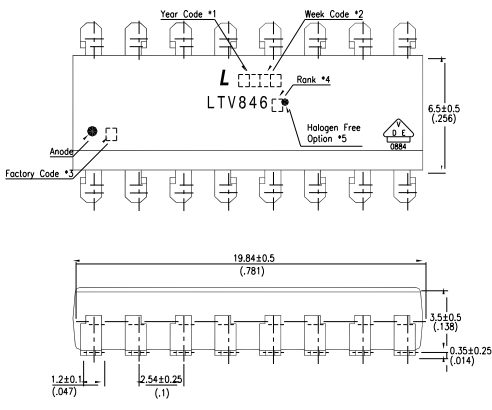 Year Code *1
Week Code *2
L
Rank *4
LTV846
6.5±0.5
(.256)
Halogen Free
Option *5
V
D E
0884
Anode
Factory Code *3
19.84±0.5
(.781)
3.5±0.5
(.138)
0.35±0.25
(.014)
1.2±0.1
(.047)
2.54±0.25
(.1)